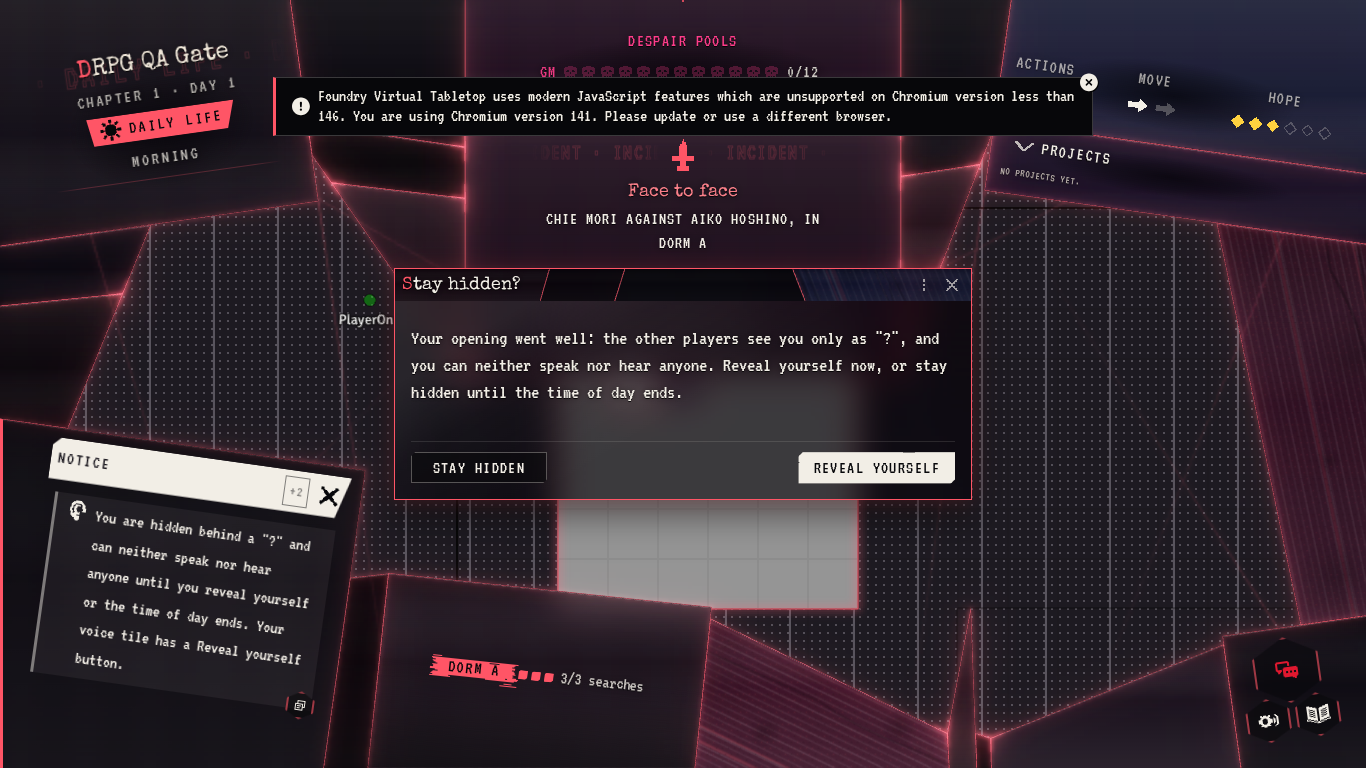 DRPG QA Gate
CHAPTER 1 · DAY 1
DAILY LIFE
MORNING
DESPAIR POOLS
GM 0/12
Foundry Virtual Tabletop uses modern JavaScript features which are unsupported on Chromium version less than
146. You are using Chromium version 141. Please update or use a different browser.
INCIDENT
Face to face
CHIE MORI AGAINST AIKO HOSHINO, IN
DORM A
ACTIONS
MOVE
HOPE
PROJECTS
NO PROJECTS YET.
PlayerOn
Stay hidden?
Your opening went well: the other players see you only as "?", and
you can neither speak nor hear anyone. Reveal yourself now, or stay
hidden until the time of day ends.
STAY HIDDEN
REVEAL YOURSELF
NOTICE
+2
You are hidden behind a "?" and
can neither speak nor hear
anyone until you reveal yourself
or the time of day ends. Your
voice tile has a Reveal yourself
button.
DORM A
3/3 searches